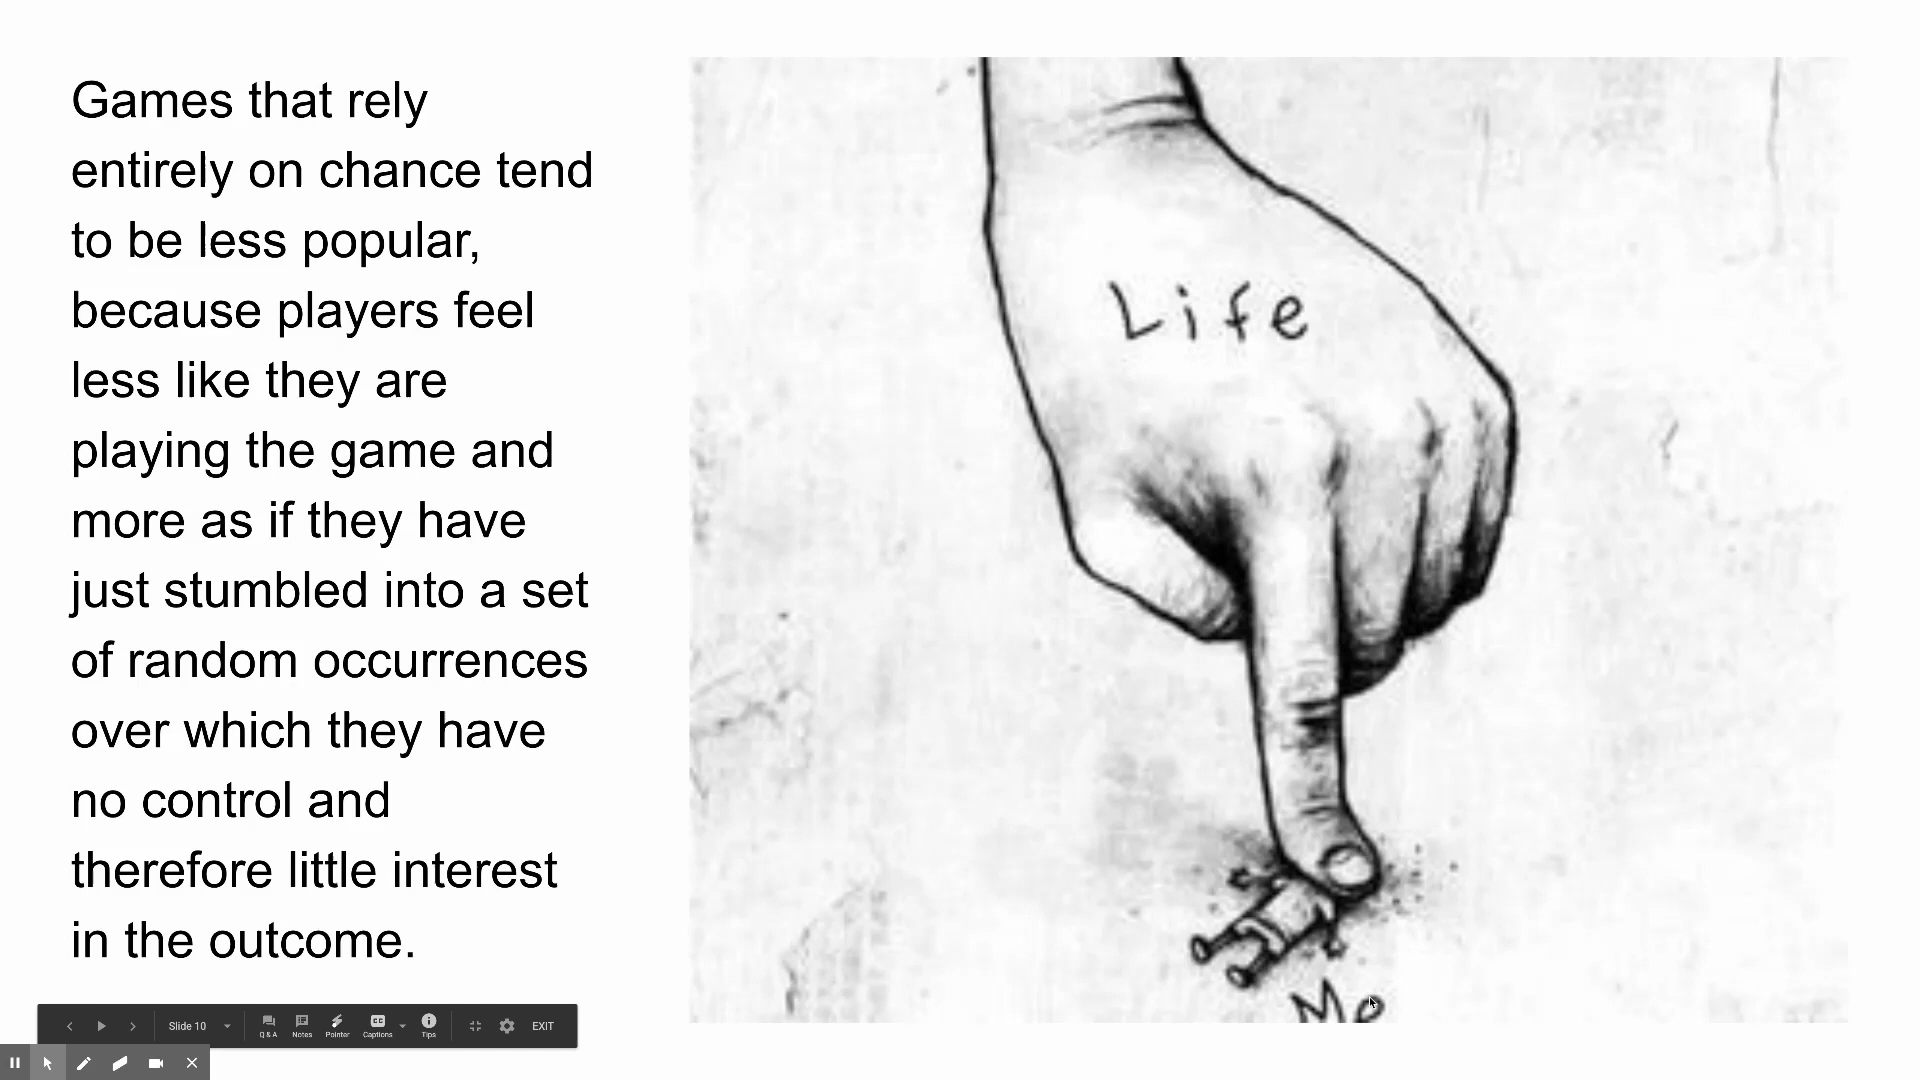 Games that rely
entirely on chance tend
to be less popular,
because players feel
less like they are
playing the game and
more as if they have
just stumbled into a set
of random occurrences
over which they have
no control and
therefore little interest
in the outcome.
Life
Me
Slide 10
Q & A
Notes
Pointer
Captions
Tips
EXIT